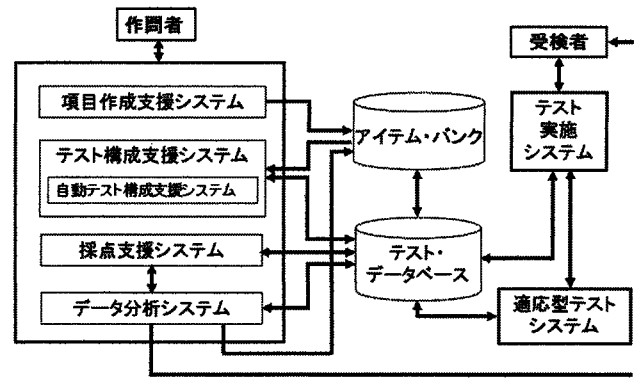 作問者
項目作成支援システム
テスト構成支援システム
自動テスト構成支援システム
採点支援システム
データ分析システム
アイテム・バンク
テスト・
データベース
受検者
テスト
実施
システム
適応型テスト
システム